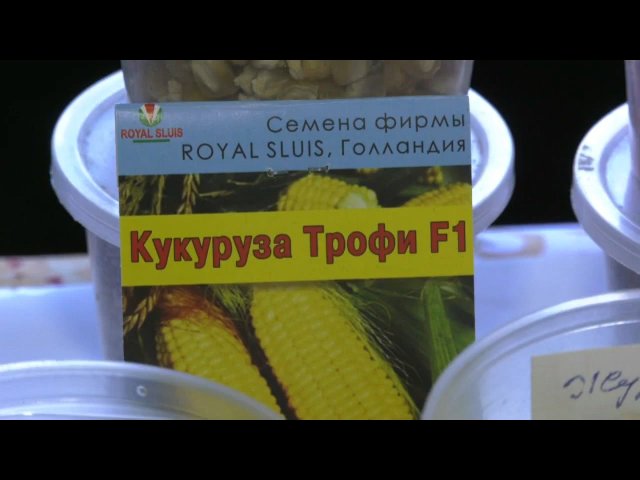 ROYAL SLUIS
Семена фирмы
ROYAL SLUIS, Голландия
Кукуруза Трофи F1